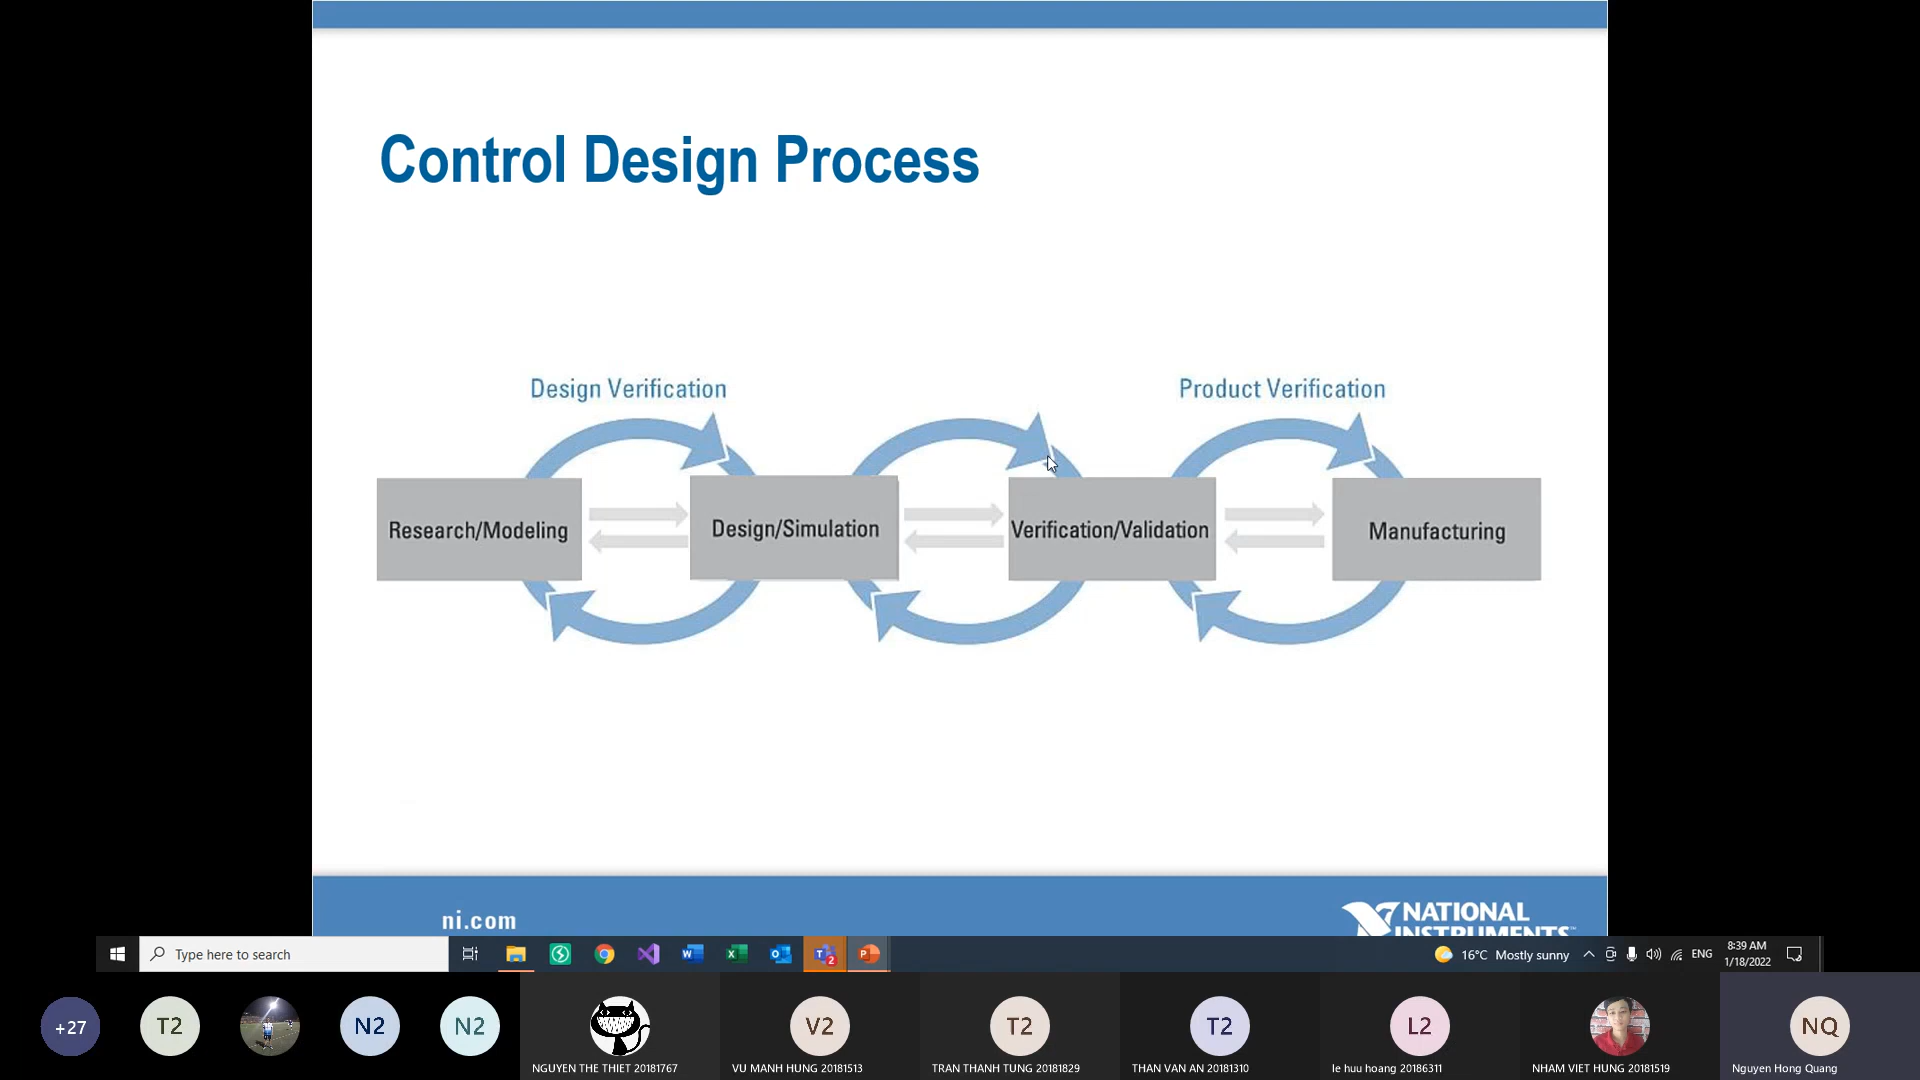 Control Design Process
Design Verification
Product Verification
Research/Modeling
Design/Simulation
Verification/Validation
Manufacturing
ni.com
NATIONAL
INSTRUMENTS™
Type here to search
2
16°C Mostly sunny
ENG
8:39 AM
1/18/2022
+27
T2
N2
N2
V2
T2
T2
L2
NQ
NGUYEN THE THIET 20181767
VU MANH HUNG 20181513
TRAN THANH TUNG 20181829
THAN VAN AN 20181310
le huu hoang 20186311
NHAM VIET HUNG 20181519
Nguyen Hong Quang